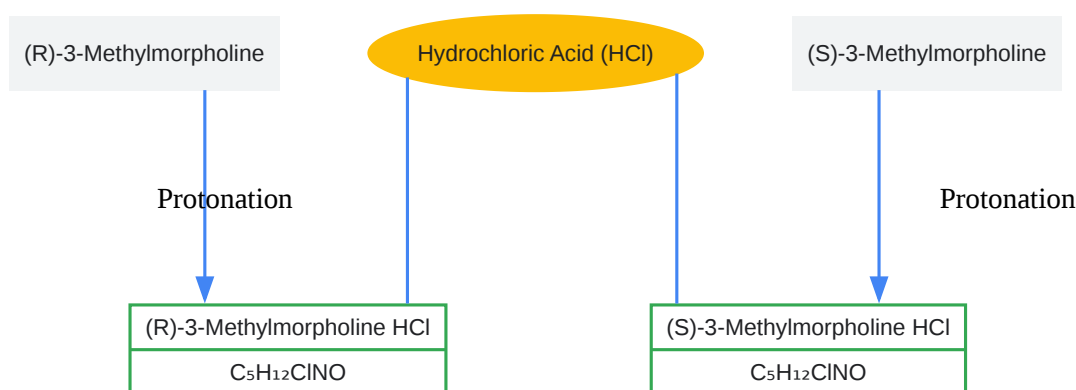 (R)-3-Methylmorpholine
Hydrochloric Acid (HCl)
(S)-3-Methylmorpholine
Protonation
Protonation
(R)-3-Methylmorpholine HCl
(S)-3-Methylmorpholine HCl
C₅H₁₂ClNO
C₅H₁₂ClNO